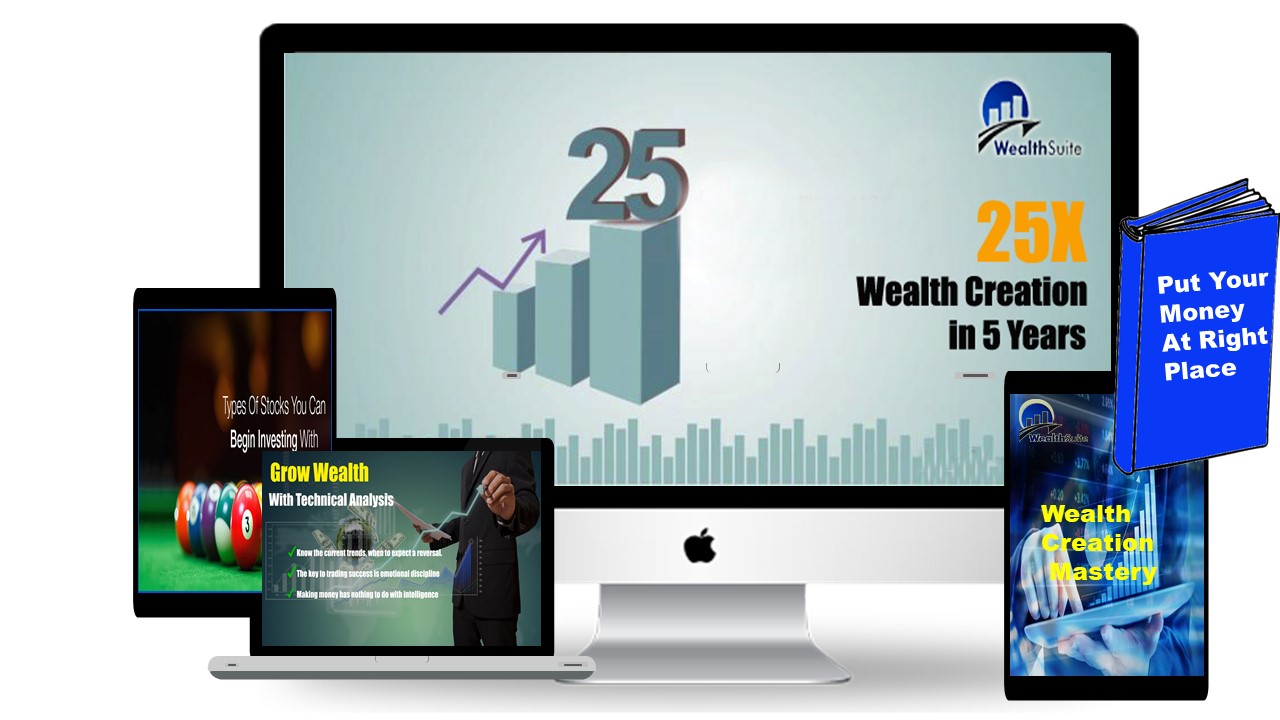 25
WealthSuite
25X
Wealth Creation
in 5 Years
Put Your
Money
At Right
Place
Types Of Stocks You Can
Begin Investing With
3
Grow Wealth
With Technical Analysis
Know the current trends, when to expect a reversal.
The key to trading success is emotional discipline
Making money has nothing to do with intelligence
WealthSuite
Wealth
Creation
Mastery